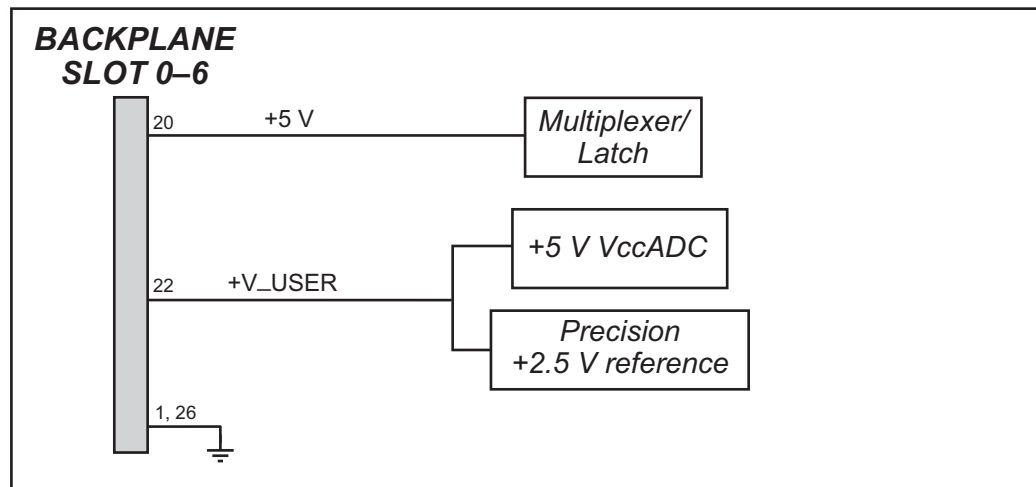 BACKPLANE
SLOT 0–6
20
+5 V
Multiplexer/
Latch
+5 V VccADC
22
+V_USER
Precision
+2.5 V reference
1, 26